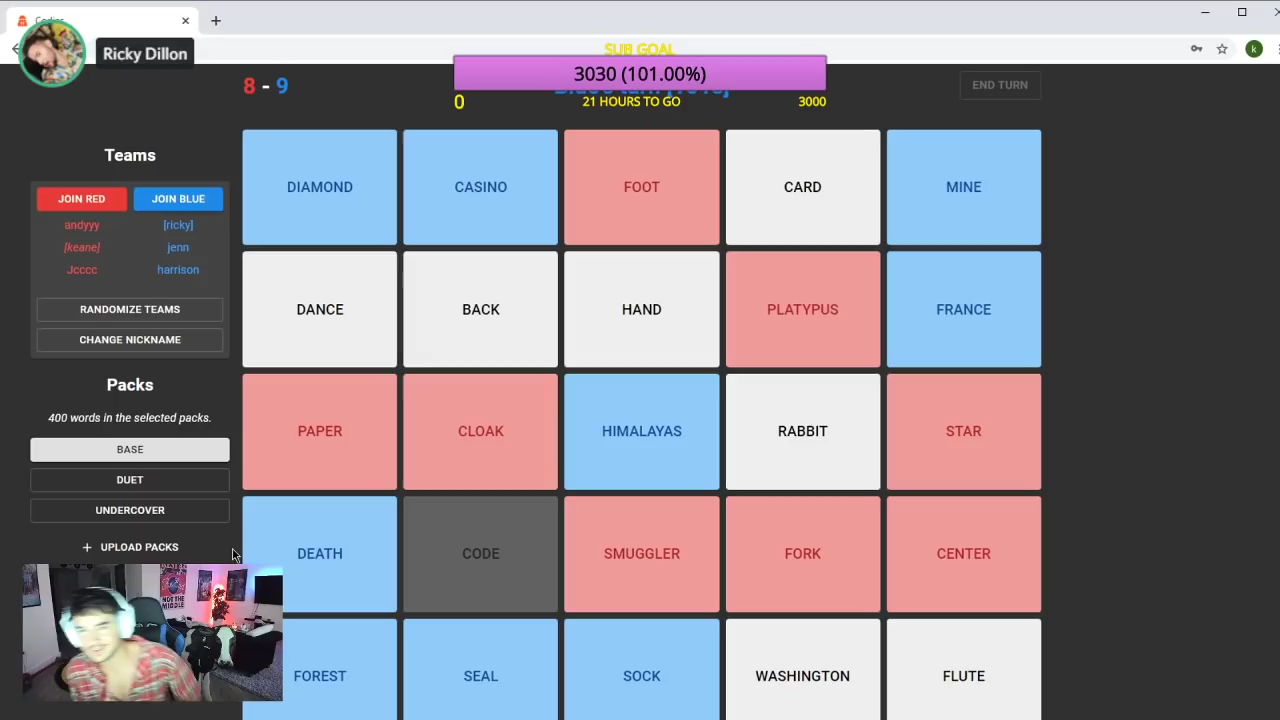 Ricky Dillon
SUB GOAL
3030 (101.00%)
0 21 HOURS TO GO 3000
8 - 9
END TURN
Teams
JOIN RED JOIN BLUE
andyyy [ricky]
[keane] jenn
Jcccc harrison
RANDOMIZE TEAMS
CHANGE NICKNAME
Packs
400 words in the selected packs.
BASE
DUET
UNDERCOVER
+ UPLOAD PACKS
DIAMOND CASINO FOOT CARD MINE
DANCE BACK HAND PLATYPUS FRANCE
PAPER CLOAK HIMALAYAS RABBIT STAR
DEATH CODE SMUGGLER FORK CENTER
FOREST SEAL SOCK WASHINGTON FLUTE
k